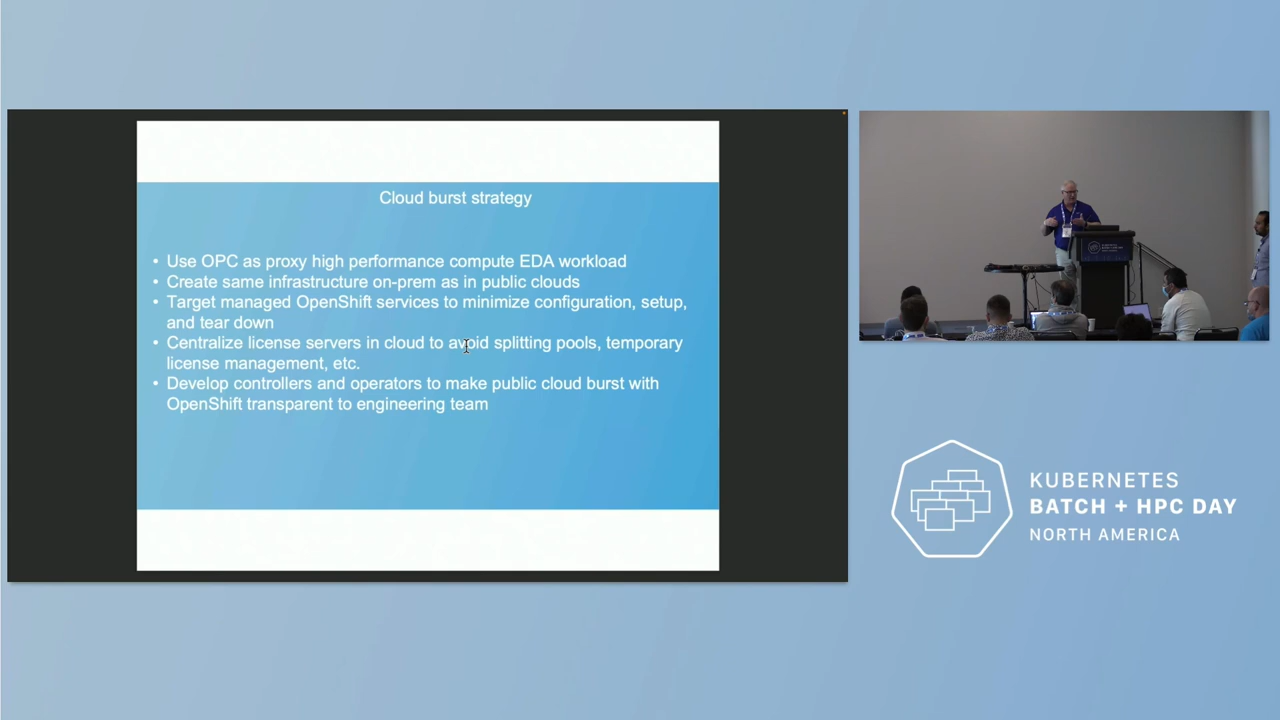 Cloud burst strategy
• Use OPC as proxy high performance compute EDA workload
• Create same infrastructure on-prem as in public clouds
• Target managed OpenShift services to minimize configuration, setup,
and tear down
• Centralize license servers in cloud to avoid splitting pools, temporary
license management, etc.
• Develop controllers and operators to make public cloud burst with
OpenShift transparent to engineering team
KUBERNETES
BATCH + HPC DAY
NORTH AMERICA